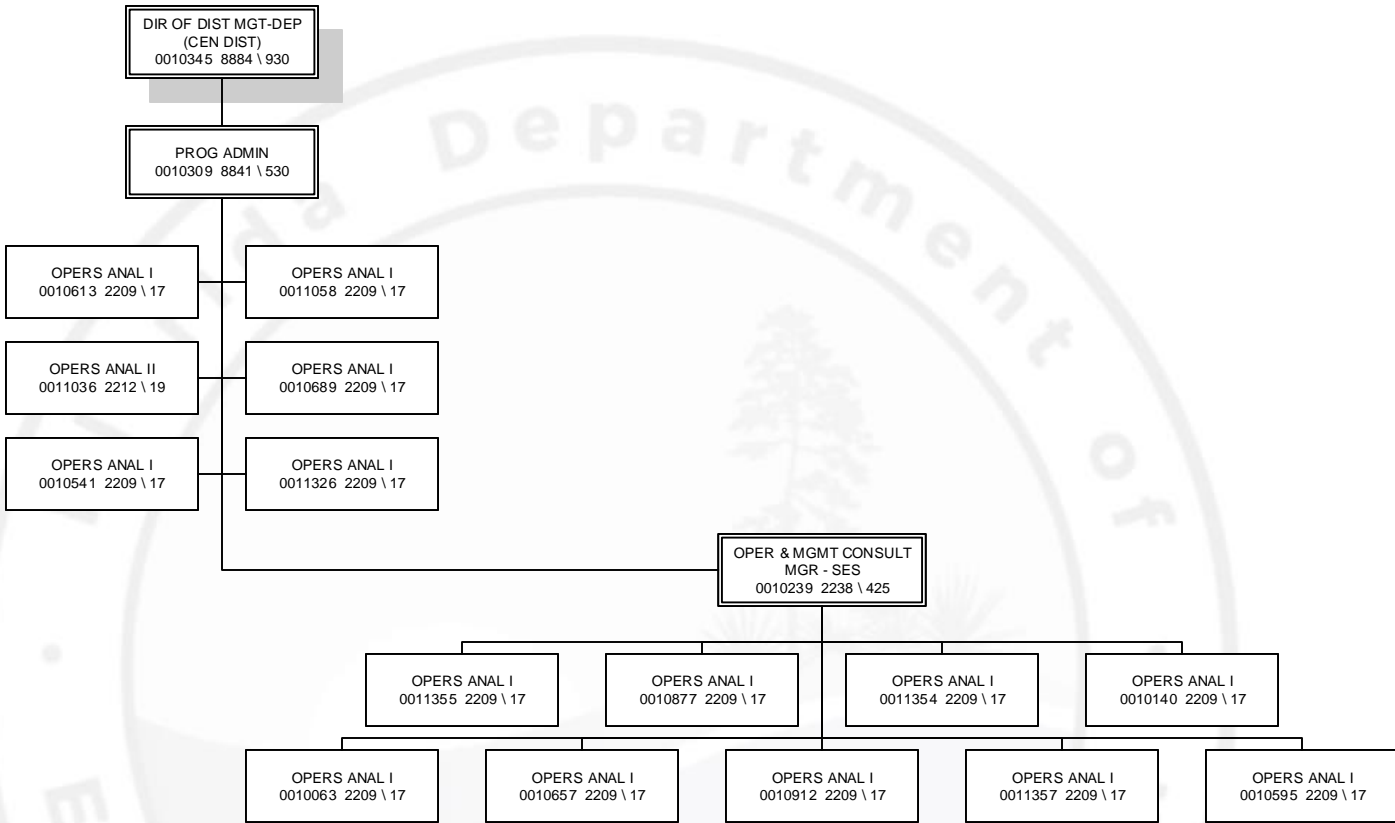 DIR OF DIST MGT-DEP
(CEN DIST)
0010345 8884 \ 930
PROG ADMIN
0010309 8841 \ 530
OPERS ANAL I
0010613 2209 \ 17
OPERS ANAL I
0011058 2209 \ 17
OPERS ANAL II
0011036 2212 \ 19
OPERS ANAL I
0010689 2209 \ 17
OPERS ANAL I
0010541 2209 \ 17
OPERS ANAL I
0011326 2209 \ 17
OPER & MGMT CONSULT
MGR - SES
0010239 2238 \ 425
OPERS ANAL I
0011355 2209 \ 17
OPERS ANAL I
0010877 2209 \ 17
OPERS ANAL I
0011354 2209 \ 17
OPERS ANAL I
0010140 2209 \ 17
OPERS ANAL I
0010063 2209 \ 17
OPERS ANAL I
0010657 2209 \ 17
OPERS ANAL I
0010912 2209 \ 17
OPERS ANAL I
0011357 2209 \ 17
OPERS ANAL I
0010595 2209 \ 17
Department of